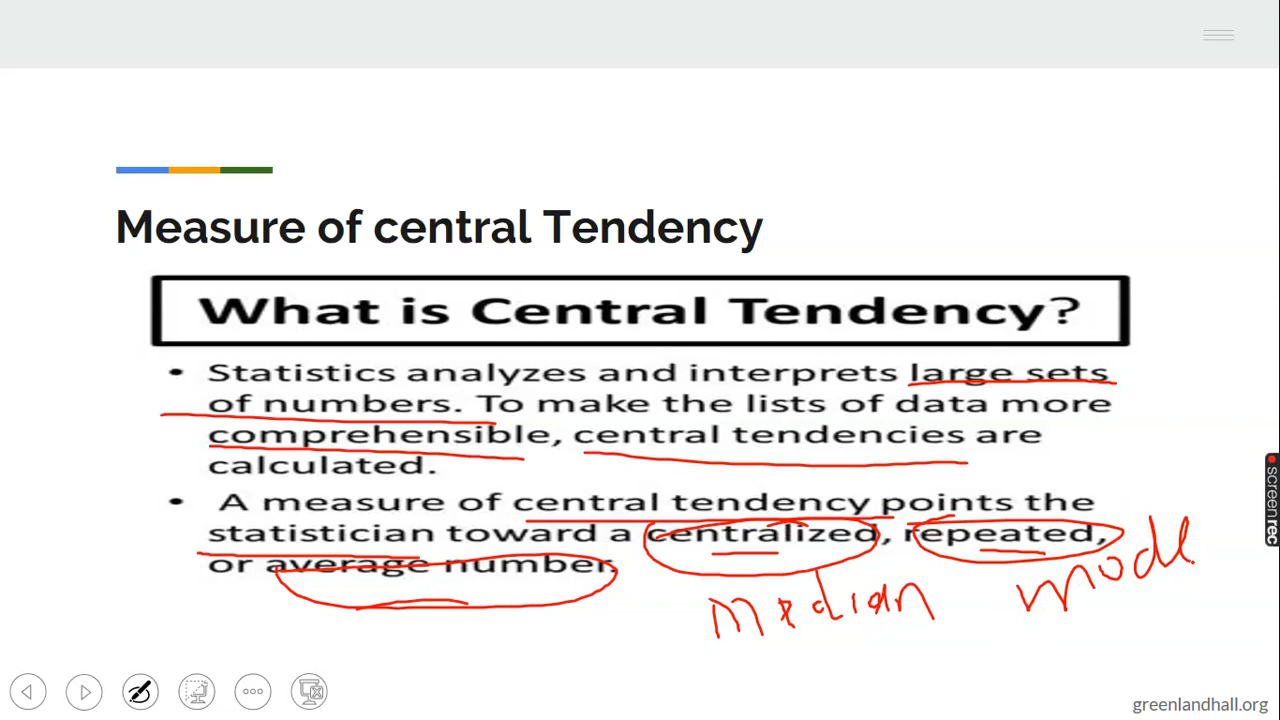 Measure of central Tendency
What is Central Tendency?
• Statistics analyzes and interprets large sets
of numbers. To make the lists of data more
comprehensible, central tendencies are
calculated.
• A measure of central tendency points the
statistician toward a centralized, repeated,
or average number.
median mode
screenrec
greenlandhall.org